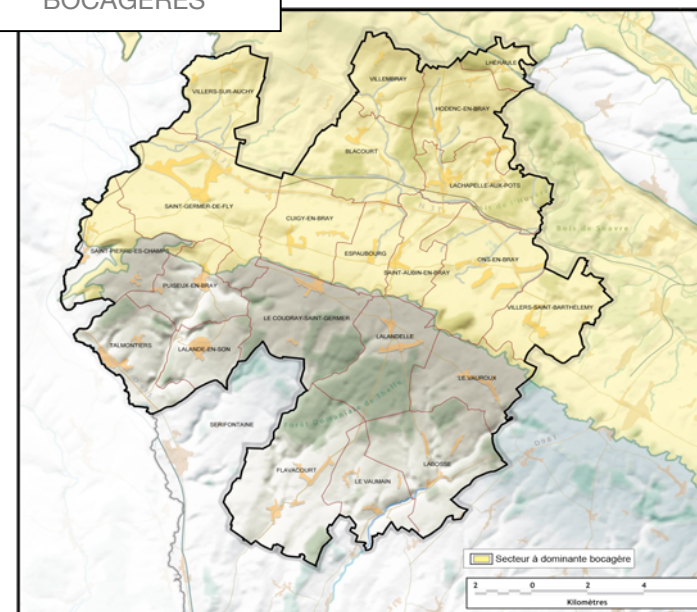 BOCAGÈRES
LHÉRAULE
VILLEMBRAY
VILLERS-SUR-AUCHY
HODENC-EN-BRAY
BLACOURT
LACHAPELLE-AUX-POTS
SAINT-GERMER-DE-FLY
CUIGY-EN-BRAY
SAINT-PIERRE-ES-CHAMPS
ESPAUBOURG
ONS-EN-BRAY
SAINT-AUBIN-EN-BRAY
PUISEUX-EN-BRAY
VILLERS-SAINT-BARTHELEMY
LE COUDRAY-SAINT-GERMER
LALANDELLE
TALMONTIERS
LALANDE-EN-SON
LE VAUROUX
SERIFONTAINE
LABOSSE
FLAVACOURT
LE VAUMAIN
Secteur à dominante bocagère
2 0 2 4
Kilomètres